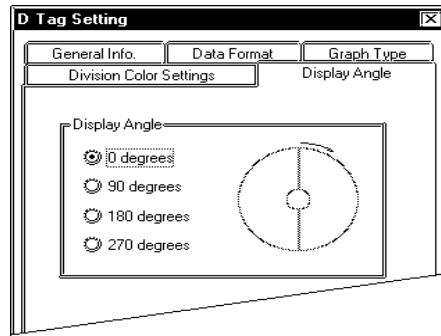 D Tag Setting
General Info. Data Format Graph Type
Division Color Settings Display Angle
Display Angle
0 degrees
90 degrees
180 degrees
270 degrees